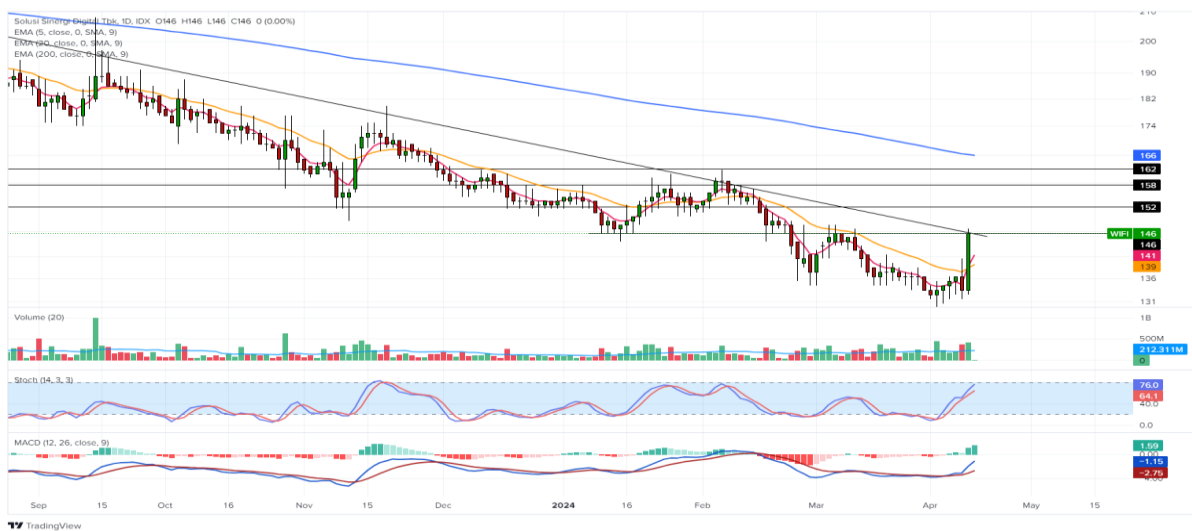 210
Solusi Sinergi Digital Tbk, 1D, IDX O146 H146 L146 C146 0 (0.00%)
EMA (5, close, 0, SMA, 9)
EMA (20, close, 0, SMA, 9)
EMA (200, close, 0, SMA, 9)
200
190
182
174
166
162
158
152
WIFI 146
146
141
139
136
131
Volume (20)
1B
500M
212.311M
0
Stoch (14, 3, 3)
76.0
64.1
40.0
0.0
MACD (12, 26, close, 9)
1.59
0.00
−1.15
−2.75
Sep 15 Oct 16 Nov 15 Dec 2024 16 Feb Mar Apr May 15
TradingView